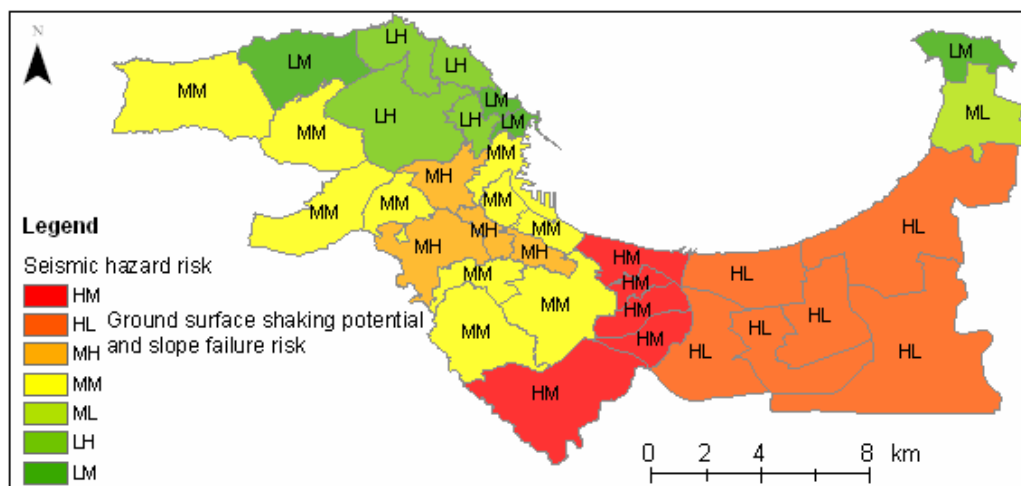 N
LH
LM
LM
LH
MM
LM
ML
LH
LH
LM
MM
MM
MH
MM
MM
MM
HL
MM
MH
MH
MH
HM
MM
HL
HM
MM
HM
HL
HL
MM
HM
HL
HL
HM
Legend
Seismic hazard risk
HM
HL
Ground surface shaking potential
and slope failure risk
MH
MM
ML
LH
LM
0 2 4 8 km